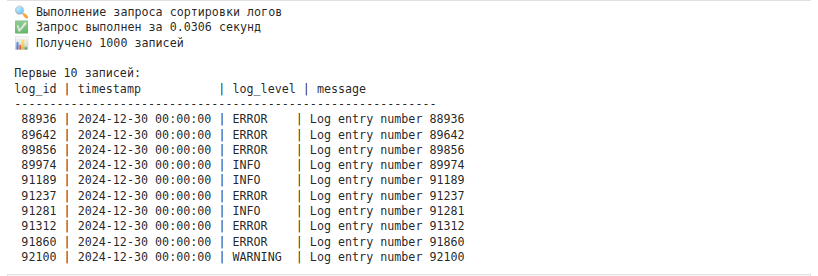 🔍 Выполнение запроса сортировки логов
✅ Запрос выполнен за 0.0306 секунд
📊 Получено 1000 записей
Первые 10 записей:
log_id | timestamp           | log_level | message
------------------------------------------------------------
 88936 | 2024-12-30 00:00:00 | ERROR    | Log entry number 88936
 89642 | 2024-12-30 00:00:00 | ERROR    | Log entry number 89642
 89856 | 2024-12-30 00:00:00 | ERROR    | Log entry number 89856
 89974 | 2024-12-30 00:00:00 | INFO     | Log entry number 89974
 91189 | 2024-12-30 00:00:00 | INFO     | Log entry number 91189
 91237 | 2024-12-30 00:00:00 | ERROR    | Log entry number 91237
 91281 | 2024-12-30 00:00:00 | INFO     | Log entry number 91281
 91312 | 2024-12-30 00:00:00 | ERROR    | Log entry number 91312
 91860 | 2024-12-30 00:00:00 | ERROR    | Log entry number 91860
 92100 | 2024-12-30 00:00:00 | WARNING  | Log entry number 92100